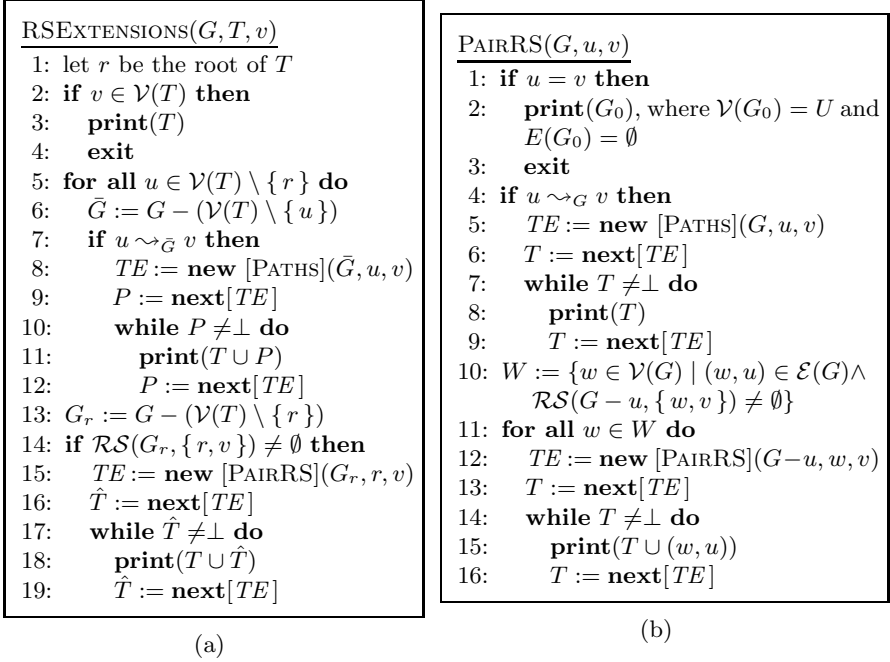 RSExtensions(G, T, v)
1: let r be the root of T
2: if v ∈ 𝒱(T) then
3: print(T)
4: exit
5: for all u ∈ 𝒱(T) \ { r } do
6: Ḡ := G − (𝒱(T) \ { u })
7: if u ⇝_Ḡ v then
8: TE := new [Paths](Ḡ, u, v)
9: P := next[TE]
10: while P ≠⊥ do
11: print(T ∪ P)
12: P := next[TE]
13: G_r := G − (𝒱(T) \ { r })
14: if ℛ𝒮(G_r, { r, v }) ≠ ∅ then
15: TE := new [PairRS](G_r, r, v)
16: T̂ := next[TE]
17: while T̂ ≠⊥ do
18: print(T ∪ T̂)
19: T̂ := next[TE]
(a)
PairRS(G, u, v)
1: if u = v then
2: print(G₀), where 𝒱(G₀) = U and
E(G₀) = ∅
3: exit
4: if u ⇝_G v then
5: TE := new [Paths](G, u, v)
6: T := next[TE]
7: while T ≠⊥ do
8: print(T)
9: T := next[TE]
10: W := {w ∈ 𝒱(G) | (w, u) ∈ ℰ(G)∧
ℛ𝒮(G − u, { w, v }) ≠ ∅}
11: for all w ∈ W do
12: TE := new [PairRS](G−u, w, v)
13: T := next[TE]
14: while T ≠⊥ do
15: print(T ∪ (w, u))
16: T := next[TE]
(b)